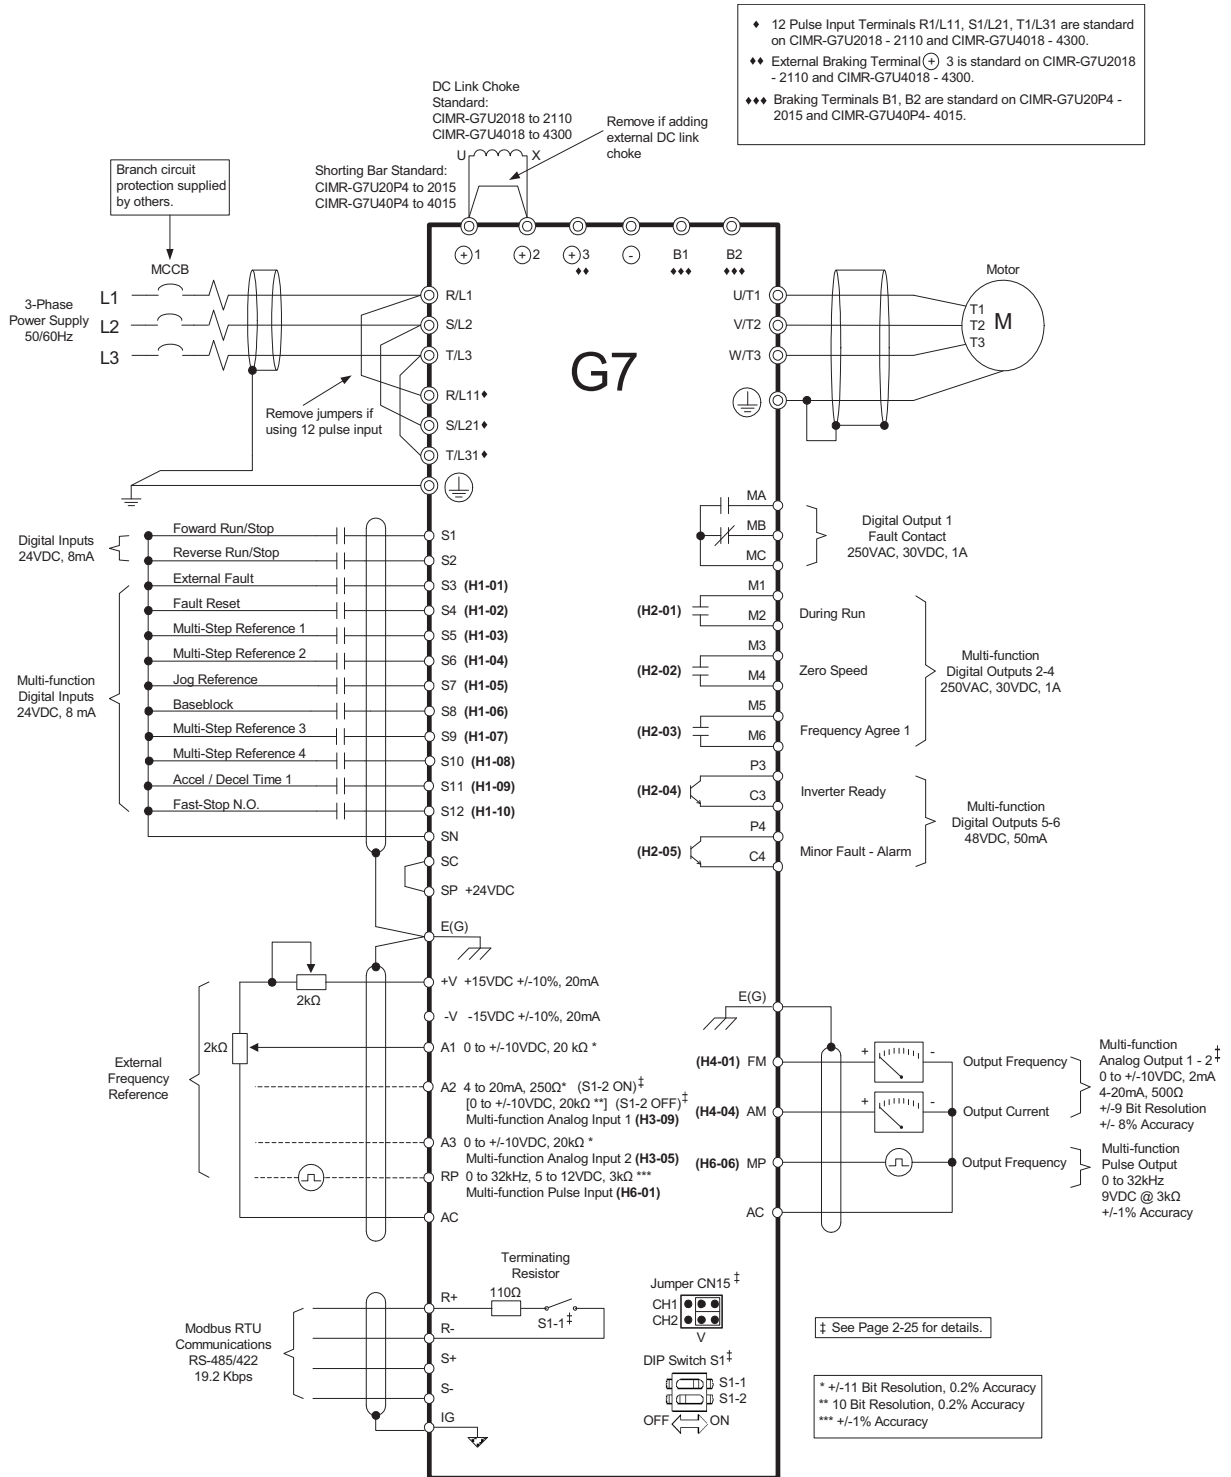 ♦ 12 Pulse Input Terminals R1/L11, S1/L21, T1/L31 are standard
on CIMR-G7U2018 - 2110 and CIMR-G7U4018 - 4300.
♦♦ External Braking Terminal (+) 3 is standard on CIMR-G7U2018
- 2110 and CIMR-G7U4018 - 4300.
♦♦♦ Braking Terminals B1, B2 are standard on CIMR-G7U20P4 -
2015 and CIMR-G7U40P4- 4015.
DC Link Choke
Standard:
CIMR-G7U2018 to 2110
CIMR-G7U4018 to 4300
Remove if adding
external DC link
choke
U X
Shorting Bar Standard:
CIMR-G7U20P4 to 2015
CIMR-G7U40P4 to 4015
Branch circuit
protection supplied
by others.
MCCB
3-Phase
Power Supply
50/60Hz
L1
L2
L3
Remove jumpers if
using 12 pulse input
(+) 1
(+) 2
(+) 3
♦♦
(-)
B1
♦♦♦
B2
♦♦♦
R/L1
S/L2
T/L3
R/L11♦
S/L21♦
T/L31♦
G7
U/T1
V/T2
W/T3
Motor
T1
T2
T3
M
Digital Inputs
24VDC, 8mA
Multi-function
Digital Inputs
24VDC, 8 mA
Foward Run/Stop
Reverse Run/Stop
External Fault
Fault Reset
Multi-Step Reference 1
Multi-Step Reference 2
Jog Reference
Baseblock
Multi-Step Reference 3
Multi-Step Reference 4
Accel / Decel Time 1
Fast-Stop N.O.
S1
S2
S3 (H1-01)
S4 (H1-02)
S5 (H1-03)
S6 (H1-04)
S7 (H1-05)
S8 (H1-06)
S9 (H1-07)
S10 (H1-08)
S11 (H1-09)
S12 (H1-10)
SN
SC
SP +24VDC
E(G)
MA
MB
MC
Digital Output 1
Fault Contact
250VAC, 30VDC, 1A
(H2-01)
M1
M2
During Run
(H2-02)
M3
M4
Zero Speed
(H2-03)
M5
M6
Frequency Agree 1
Multi-function
Digital Outputs 2-4
250VAC, 30VDC, 1A
(H2-04)
P3
C3
Inverter Ready
(H2-05)
P4
C4
Minor Fault - Alarm
Multi-function
Digital Outputs 5-6
48VDC, 50mA
External
Frequency
Reference
2kΩ
2kΩ
+V +15VDC +/-10%, 20mA
-V -15VDC +/-10%, 20mA
A1 0 to +/-10VDC, 20 kΩ *
A2 4 to 20mA, 250Ω* (S1-2 ON)‡
[0 to +/-10VDC, 20kΩ **] (S1-2 OFF)‡
Multi-function Analog Input 1 (H3-09)
A3 0 to +/-10VDC, 20kΩ *
Multi-function Analog Input 2 (H3-05)
RP 0 to 32kHz, 5 to 12VDC, 3kΩ ***
Multi-function Pulse Input (H6-01)
AC
E(G)
(H4-01) FM
+ -
Output Frequency
(H4-04) AM
+ -
Output Current
(H6-06) MP
Output Frequency
AC
Multi-function
Analog Output 1 - 2‡
0 to +/-10VDC, 2mA
4-20mA, 500Ω
+/-9 Bit Resolution
+/- 8% Accuracy
Multi-function
Pulse Output
0 to 32kHz
9VDC @ 3kΩ
+/-1% Accuracy
Modbus RTU
Communications
RS-485/422
19.2 Kbps
R+
R-
S+
S-
IG
Terminating
Resistor
110Ω
S1-1‡
Jumper CN15 ‡
CH1
CH2
V
DIP Switch S1‡
S1-1
S1-2
OFF ON
‡ See Page 2-25 for details.
* +/-11 Bit Resolution, 0.2% Accuracy
** 10 Bit Resolution, 0.2% Accuracy
*** +/-1% Accuracy